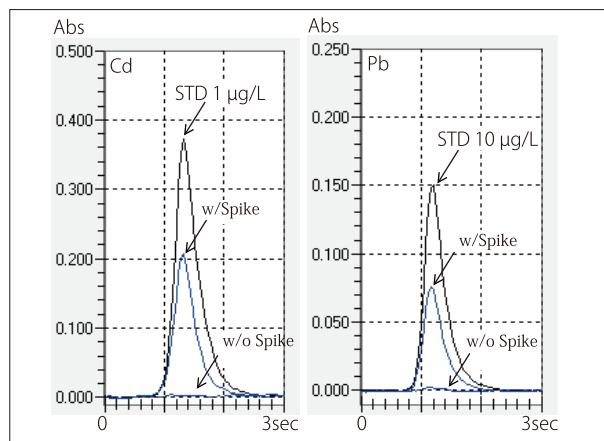 Abs
0.500
Cd
STD 1 µg/L
0.400
0.300
w/Spike
0.200
0.100
w/o Spike
0.000
0
3sec
Abs
0.250
Pb
0.200
STD 10 µg/L
0.150
w/Spike
0.100
0.050
w/o Spike
0.000
0
3sec